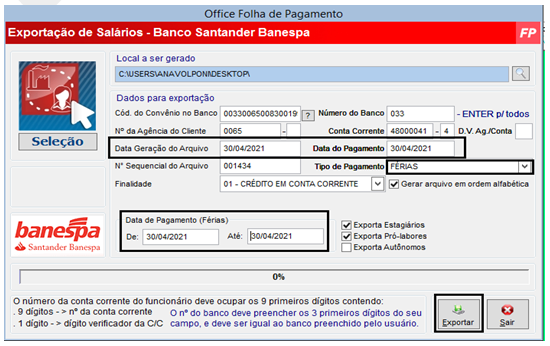 Office Folha de Pagamento
Exportação de Salários - Banco Santander Banespa FP
Local a ser gerado
C:\USERS\ANAVOLPONI\DESKTOP\
Seleção
Dados para exportação
Cód. do Convênio no Banco 0033006500830019 ? Número do Banco 033 - ENTER p/ todos
Nº da Agência do Cliente 0065 - Conta Corrente 48000041 - 4 D.V. Ag./Conta
Data Geração do Arquivo 30/04/2021 Data do Pagamento 30/04/2021
N° Sequencial do Arquivo 001434 Tipo de Pagamento FÉRIAS
Finalidade 01 - CRÉDITO EM CONTA CORRENTE Gerar arquivo em ordem alfabética
banespa
Santander Banespa
Data de Pagamento (Férias)
De: 30/04/2021 Até: 30/04/2021
Exporta Estagiários
Exporta Pró-labores
Exporta Autônomos
0%
O número da conta corrente do funcionário deve ocupar os 9 primeiros dígitos contendo:
. 9 dígitos - > nº da conta corrente
. 1 dígito - > dígito verificador da C/C
O nº do banco deve preencher os 3 primeiros dígitos do seu
campo, e deve ser igual ao banco preenchido pelo usuário.
Exportar
Sair